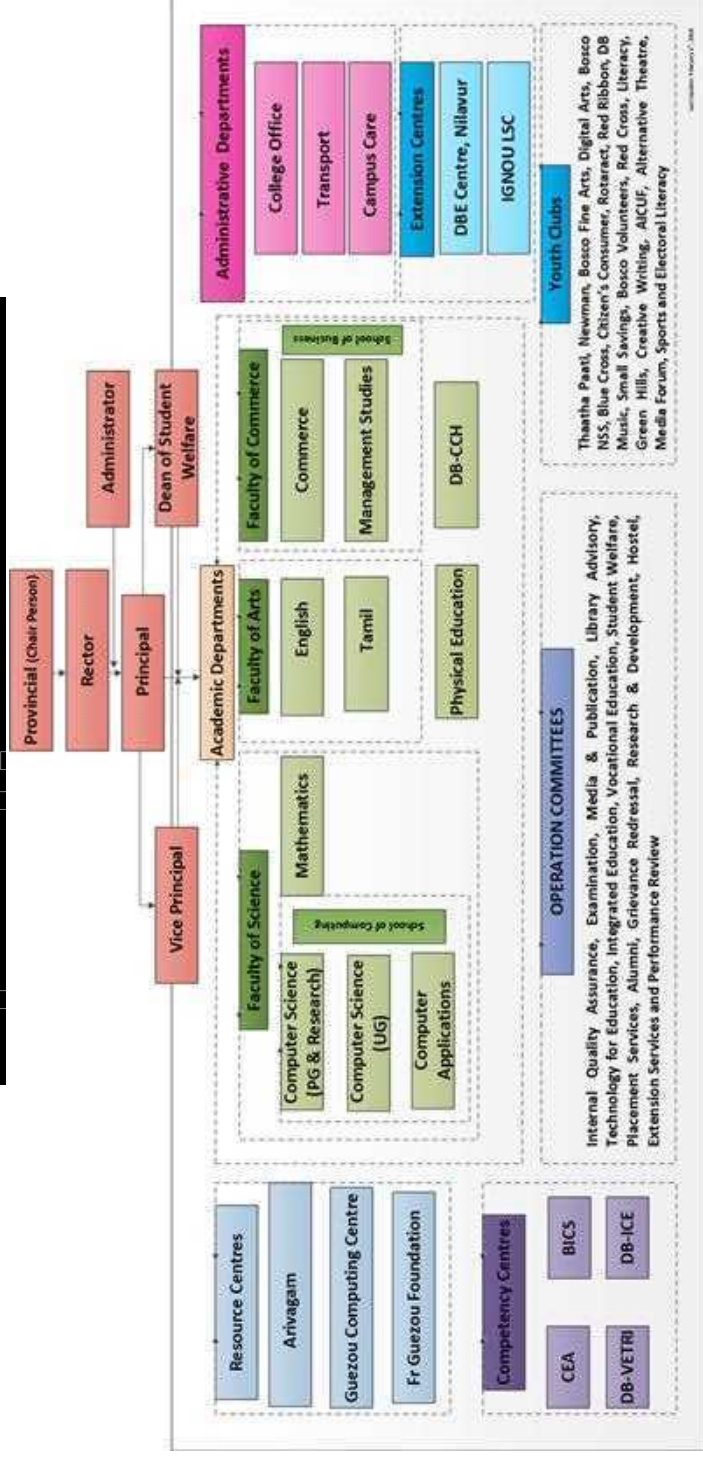 Provincial (Chair Person)
Rector
Administrator
Principal
Vice Principal
Dean of Student
Welfare
Resource Centres
Arivagam
Guezou Computing Centre
Fr Guezou Foundation
Competency Centres
CEA
BICS
DB-VETRI
DB-ICE
Academic Departments
Faculty of Science
Computer Science
(PG & Research)
Computer Science
(UG)
Computer
Applications
School of Computing
Mathematics
Faculty of Arts
English
Tamil
Physical Education
Faculty of Commerce
Commerce
Management Studies
School of Business
DB-CCH
Administrative Departments
College Office
Transport
Campus Care
Extension Centres
DBE Centre, Nilavur
IGNOU LSC
OPERATION COMMITTEES
Internal Quality Assurance, Examination, Media & Publication, Library Advisory,
Technology for Education, Integrated Education, Vocational Education, Student Welfare,
Placement Services, Alumni, Grievance Redressal, Research & Development, Hostel,
Extension Services and Performance Review
Youth Clubs
Thaatha Paati, Newman, Bosco Fine Arts, Digital Arts, Bosco
NSS, Blue Cross, Citizen's Consumer, Rotaract, Red Ribbon, DB
Music, Small Savings, Bosco Volunteers, Red Cross, Literacy,
Green Hills, Creative Writing, AICUF, Alternative Theatre,
Media Forum, Sports and Electoral Literacy